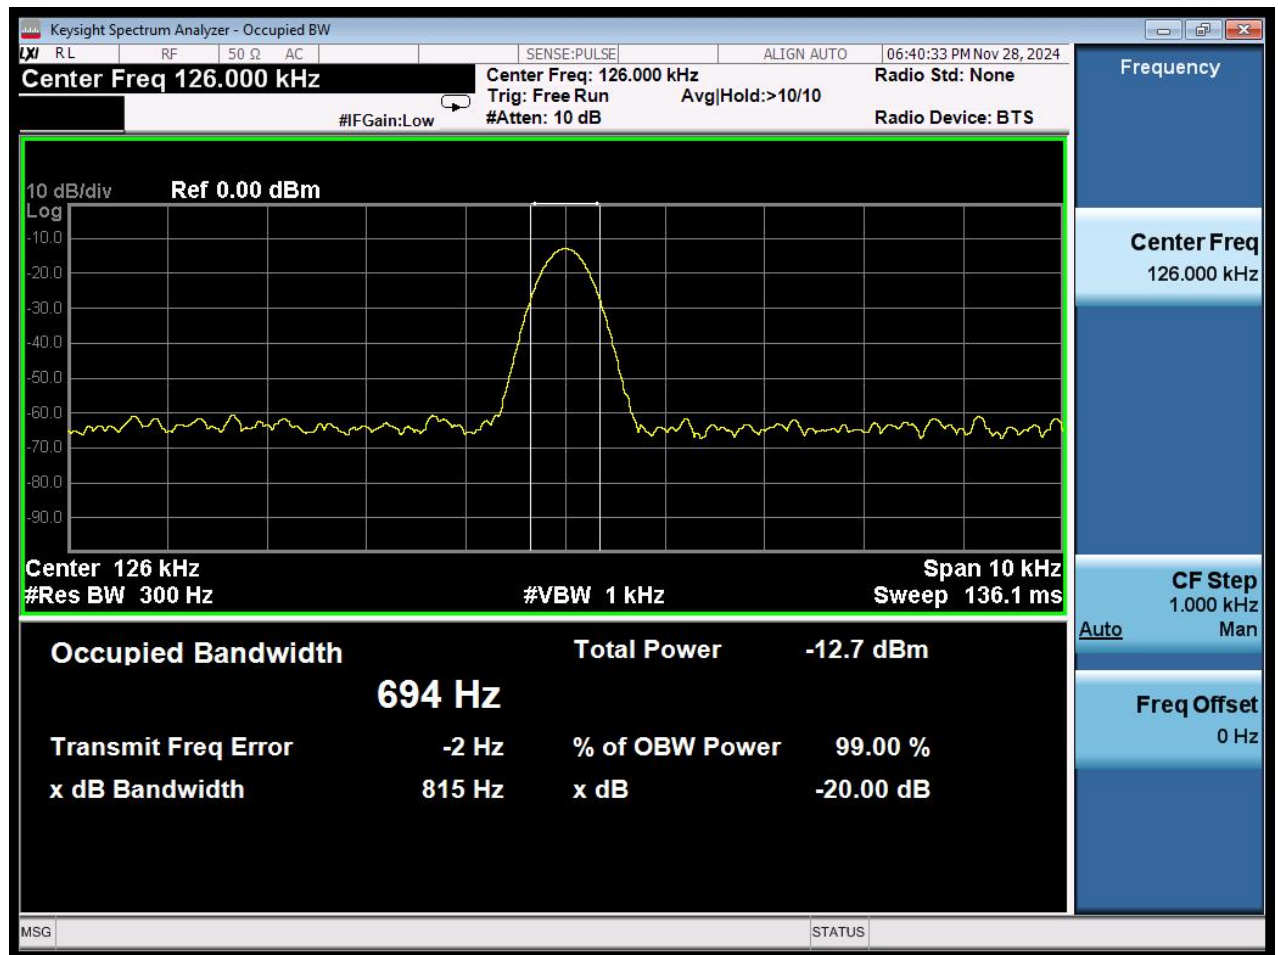 Keysight Spectrum Analyzer - Occupied BW
LXI RL RF 50 Ω AC SENSE:PULSE ALIGN AUTO 06:40:33 PM Nov 28, 2024
Center Freq 126.000 kHz
Center Freq: 126.000 kHz Radio Std: None
Trig: Free Run Avg|Hold:>10/10
#IFGain:Low #Atten: 10 dB Radio Device: BTS
10 dB/div Ref 0.00 dBm
Log
-10.0
-20.0
-30.0
-40.0
-50.0
-60.0
-70.0
-80.0
-90.0
Center 126 kHz Span 10 kHz
#Res BW 300 Hz #VBW 1 kHz Sweep 136.1 ms
Occupied Bandwidth Total Power -12.7 dBm
694 Hz
Transmit Freq Error -2 Hz % of OBW Power 99.00 %
x dB Bandwidth 815 Hz x dB -20.00 dB
Frequency
Center Freq
126.000 kHz
CF Step
1.000 kHz
Auto Man
Freq Offset
0 Hz
MSG STATUS